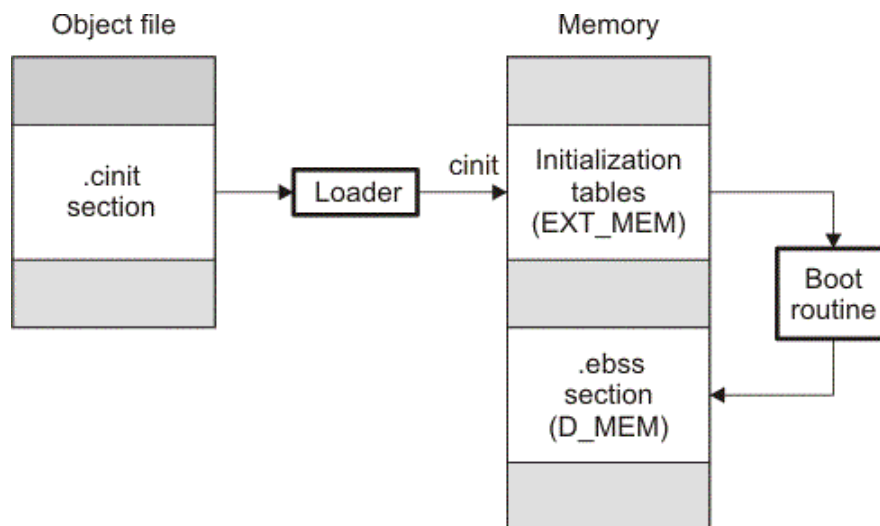 Object file
Memory
.cinit
section
Loader
cinit
Initialization
tables
(EXT_MEM)
Boot
routine
.ebss
section
(D_MEM)